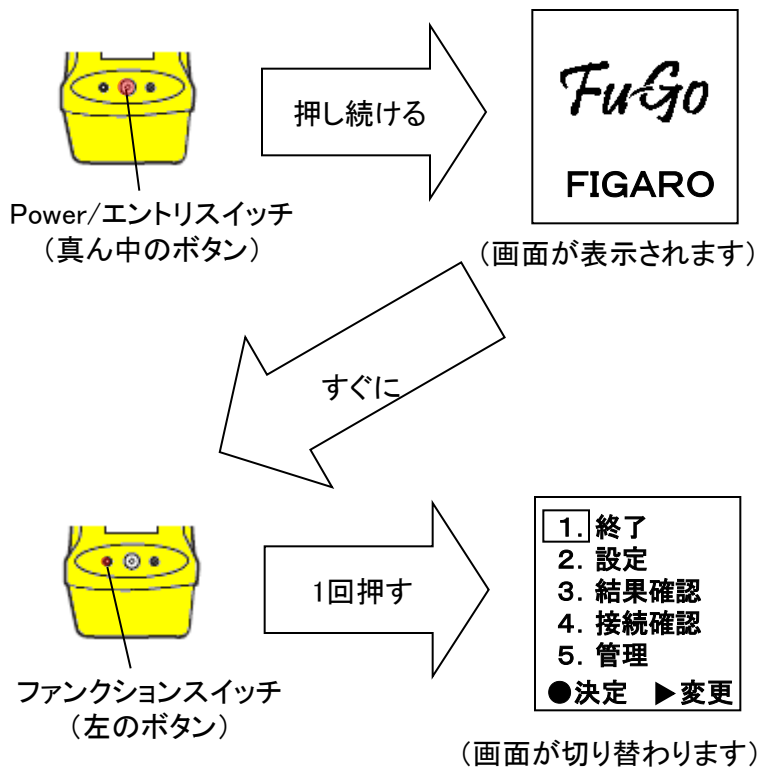 押し続ける
FuGo
FIGARO
Power/エントリスイッチ
（真ん中のボタン）
（画面が表示されます）
すぐに
1回押す
1. 終了
2. 設定
3. 結果確認
4. 接続確認
5. 管理
●決定 ▶変更
ファンクションスイッチ
（左のボタン）
（画面が切り替わります）